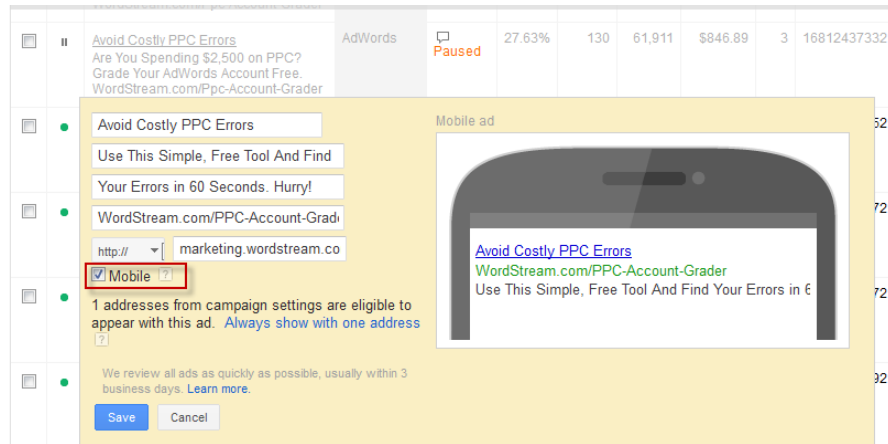 Avoid Costly PPC Errors AdWords Paused 27.63% 130 61,911 $846.89 3 16812437332
Are You Spending $2,500 on PPC?
Grade Your AdWords Account Free.
WordStream.com/Ppc-Account-Grader
Avoid Costly PPC Errors
Use This Simple, Free Tool And Find
Your Errors in 60 Seconds. Hurry!
WordStream.com/PPC-Account-Grad
http:// marketing.wordstream.co
Mobile ?
1 addresses from campaign settings are eligible to
appear with this ad. Always show with one address
?
We review all ads as quickly as possible, usually within 3
business days. Learn more.
Save Cancel
Mobile ad
Avoid Costly PPC Errors
WordStream.com/PPC-Account-Grader
Use This Simple, Free Tool And Find Your Errors in 6
52
72
72
92